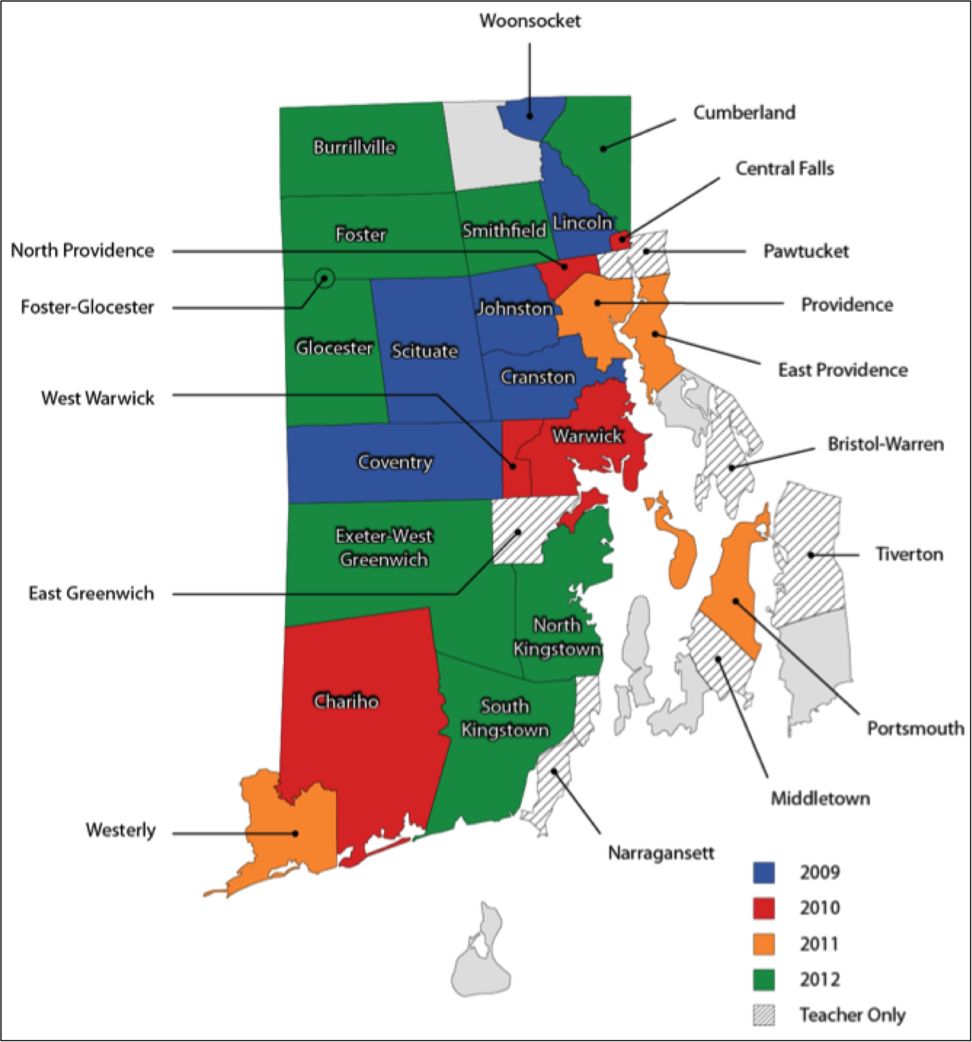 Woonsocket
Cumberland
Burrillville
Central Falls
Lincoln
Smithfield
Foster
North Providence
Pawtucket
Foster-Glocester
Johnston
Providence
Glocester
Scituate
East Providence
Cranston
West Warwick
Warwick
Bristol-Warren
Coventry
Exeter-West
Greenwich
Tiverton
East Greenwich
North
Kingstown
Chariho
South
Kingstown
Portsmouth
Middletown
Westerly
Narragansett
2009
2010
2011
2012
Teacher Only